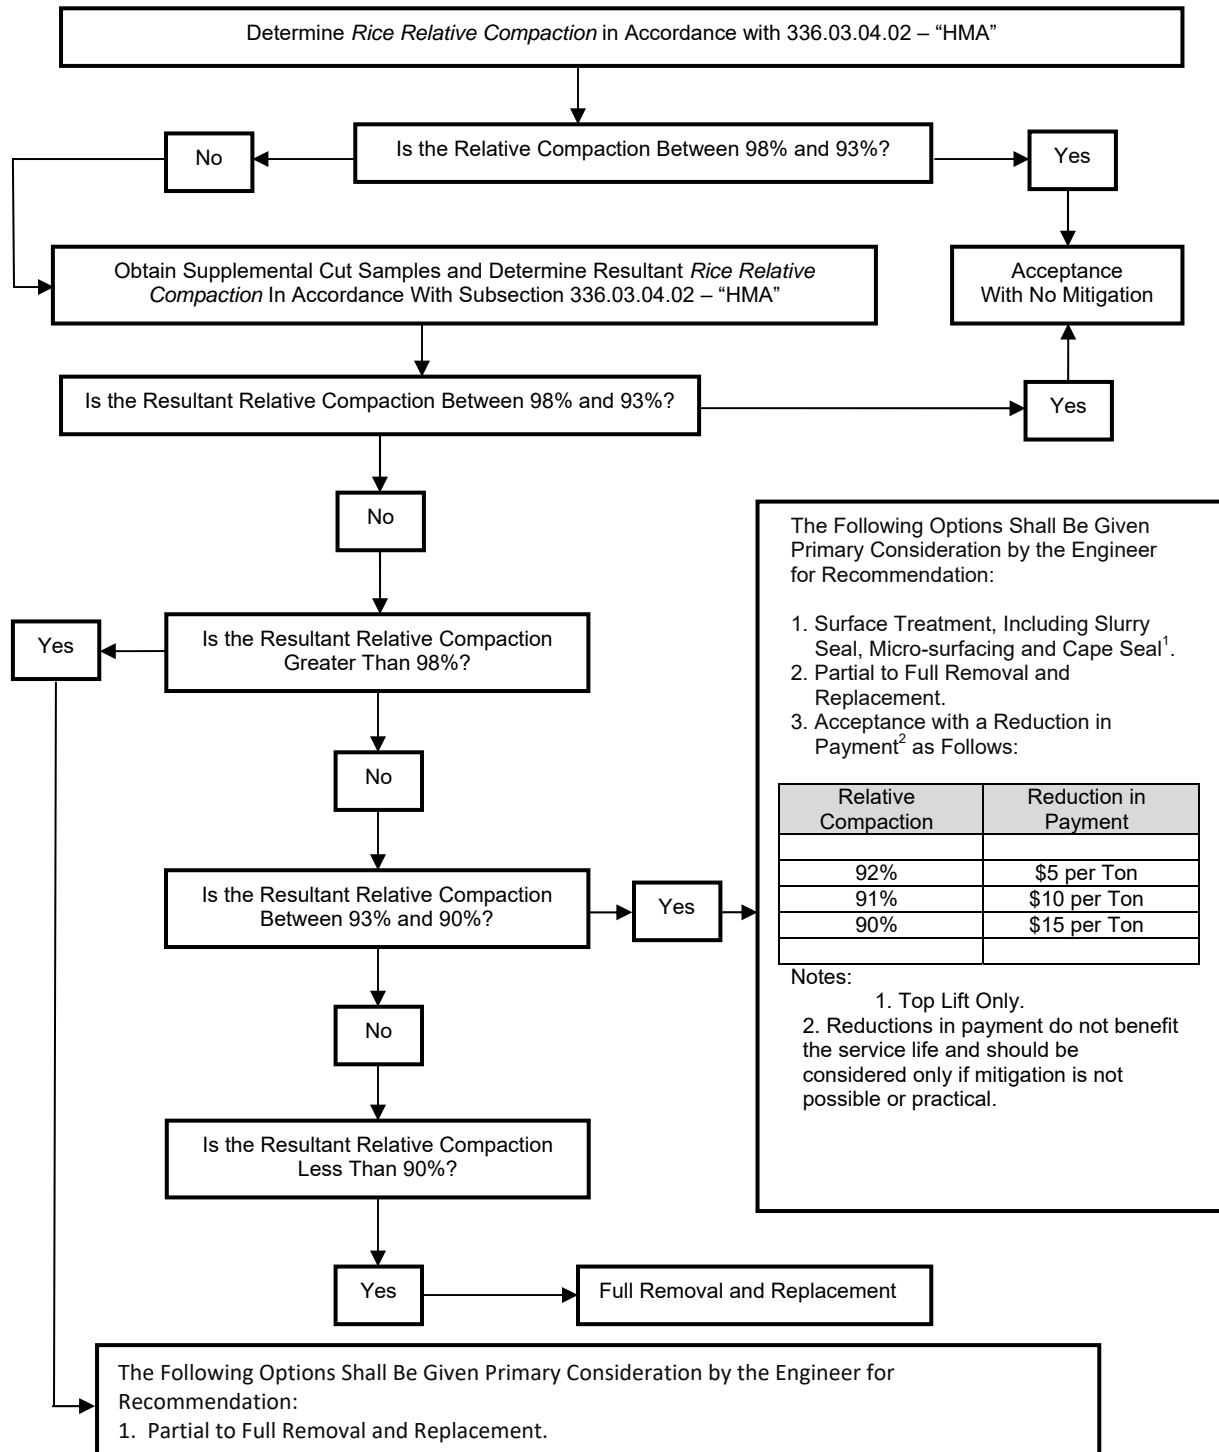 Determine Rice Relative Compaction in Accordance with 336.03.04.02 – “HMA”
Is the Relative Compaction Between 98% and 93%?
No
Yes
Obtain Supplemental Cut Samples and Determine Resultant Rice Relative
Compaction In Accordance With Subsection 336.03.04.02 – “HMA”
Acceptance
With No Mitigation
Is the Resultant Relative Compaction Between 98% and 93%?
Yes
No
Is the Resultant Relative Compaction
Greater Than 98%?
Yes
No
Is the Resultant Relative Compaction
Between 93% and 90%?
Yes
The Following Options Shall Be Given
Primary Consideration by the Engineer
for Recommendation:
1. Surface Treatment, Including Slurry
Seal, Micro-surfacing and Cape Seal¹.
2. Partial to Full Removal and
Replacement.
3. Acceptance with a Reduction in
Payment² as Follows:
Relative Compaction Reduction in Payment
92% $5 per Ton
91% $10 per Ton
90% $15 per Ton
Notes:
1. Top Lift Only.
2. Reductions in payment do not benefit
the service life and should be
considered only if mitigation is not
possible or practical.
No
Is the Resultant Relative Compaction
Less Than 90%?
Yes
Full Removal and Replacement
The Following Options Shall Be Given Primary Consideration by the Engineer for
Recommendation:
1. Partial to Full Removal and Replacement.